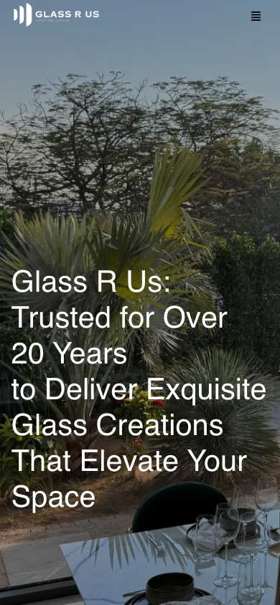 GLASS R US
Glass R Us:
Trusted for Over
20 Years
to Deliver Exquisite
Glass Creations
That Elevate Your
Space